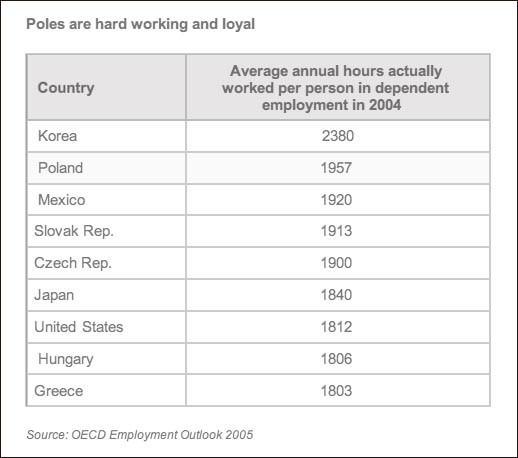 Poles are hard working and loyal
Country
Average annual hours actually
worked per person in dependent
employment in 2004
Korea 2380
Poland 1957
Mexico 1920
Slovak Rep. 1913
Czech Rep. 1900
Japan 1840
United States 1812
Hungary 1806
Greece 1803
Source: OECD Employment Outlook 2005